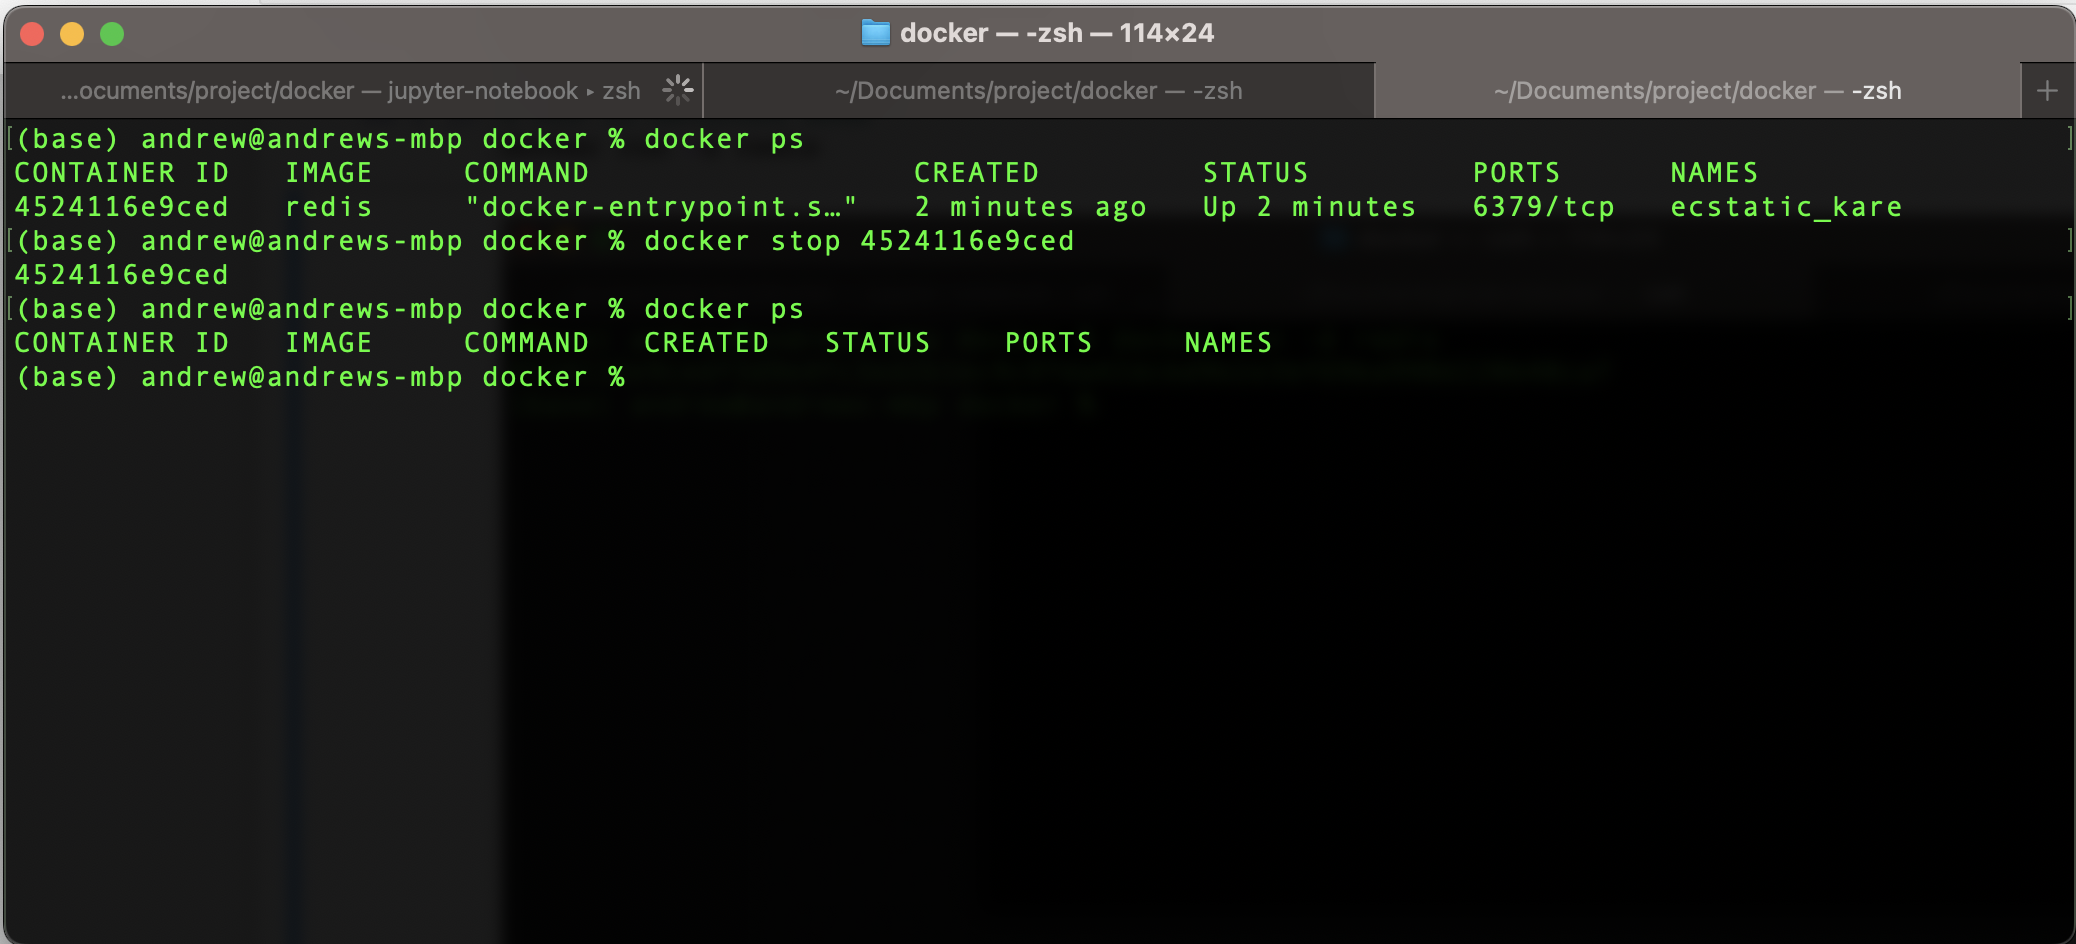 docker — -zsh — 114×24
...ocuments/project/docker — jupyter-notebook ▸ zsh
~/Documents/project/docker — -zsh
~/Documents/project/docker — -zsh
+
[(base) andrew@andrews-mbp docker % docker ps ]
CONTAINER ID   IMAGE     COMMAND                  CREATED         STATUS         PORTS      NAMES
4524116e9ced   redis     "docker-entrypoint.s…"   2 minutes ago   Up 2 minutes   6379/tcp   ecstatic_kare
[(base) andrew@andrews-mbp docker % docker stop 4524116e9ced ]
4524116e9ced
[(base) andrew@andrews-mbp docker % docker ps ]
CONTAINER ID   IMAGE     COMMAND   CREATED   STATUS    PORTS     NAMES
(base) andrew@andrews-mbp docker %